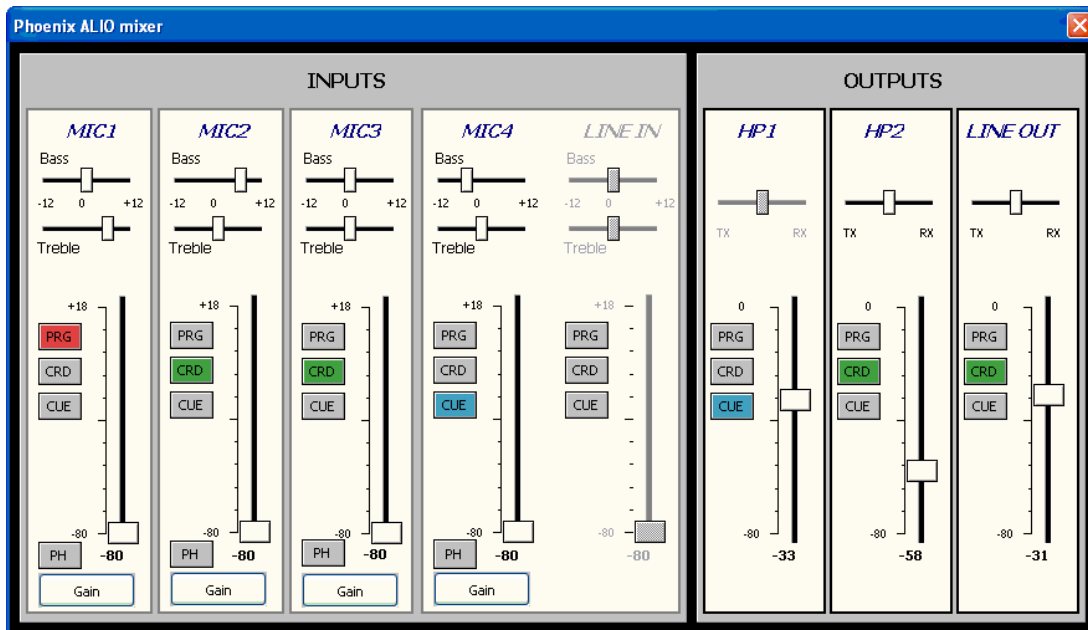 Phoenix ALIO mixer
INPUTS
MIC1
Bass
-12 0 +12
Treble
+18
PRG
CRD
CUE
-80
PH
-80
Gain
MIC2
Bass
-12 0 +12
Treble
+18
PRG
CRD
CUE
-80
PH
-80
Gain
MIC3
Bass
-12 0 +12
Treble
+18
PRG
CRD
CUE
-80
PH
-80
Gain
MIC4
Bass
-12 0 +12
Treble
+18
PRG
CRD
CUE
-80
PH
-80
Gain
LINE IN
Bass
-12 0 +12
Treble
+18
PRG
CRD
CUE
-80
-80
OUTPUTS
HP1
TX RX
0
PRG
CRD
CUE
-80
-33
HP2
TX RX
0
PRG
CRD
CUE
-80
-58
LINE OUT
TX RX
0
PRG
CRD
CUE
-80
-31